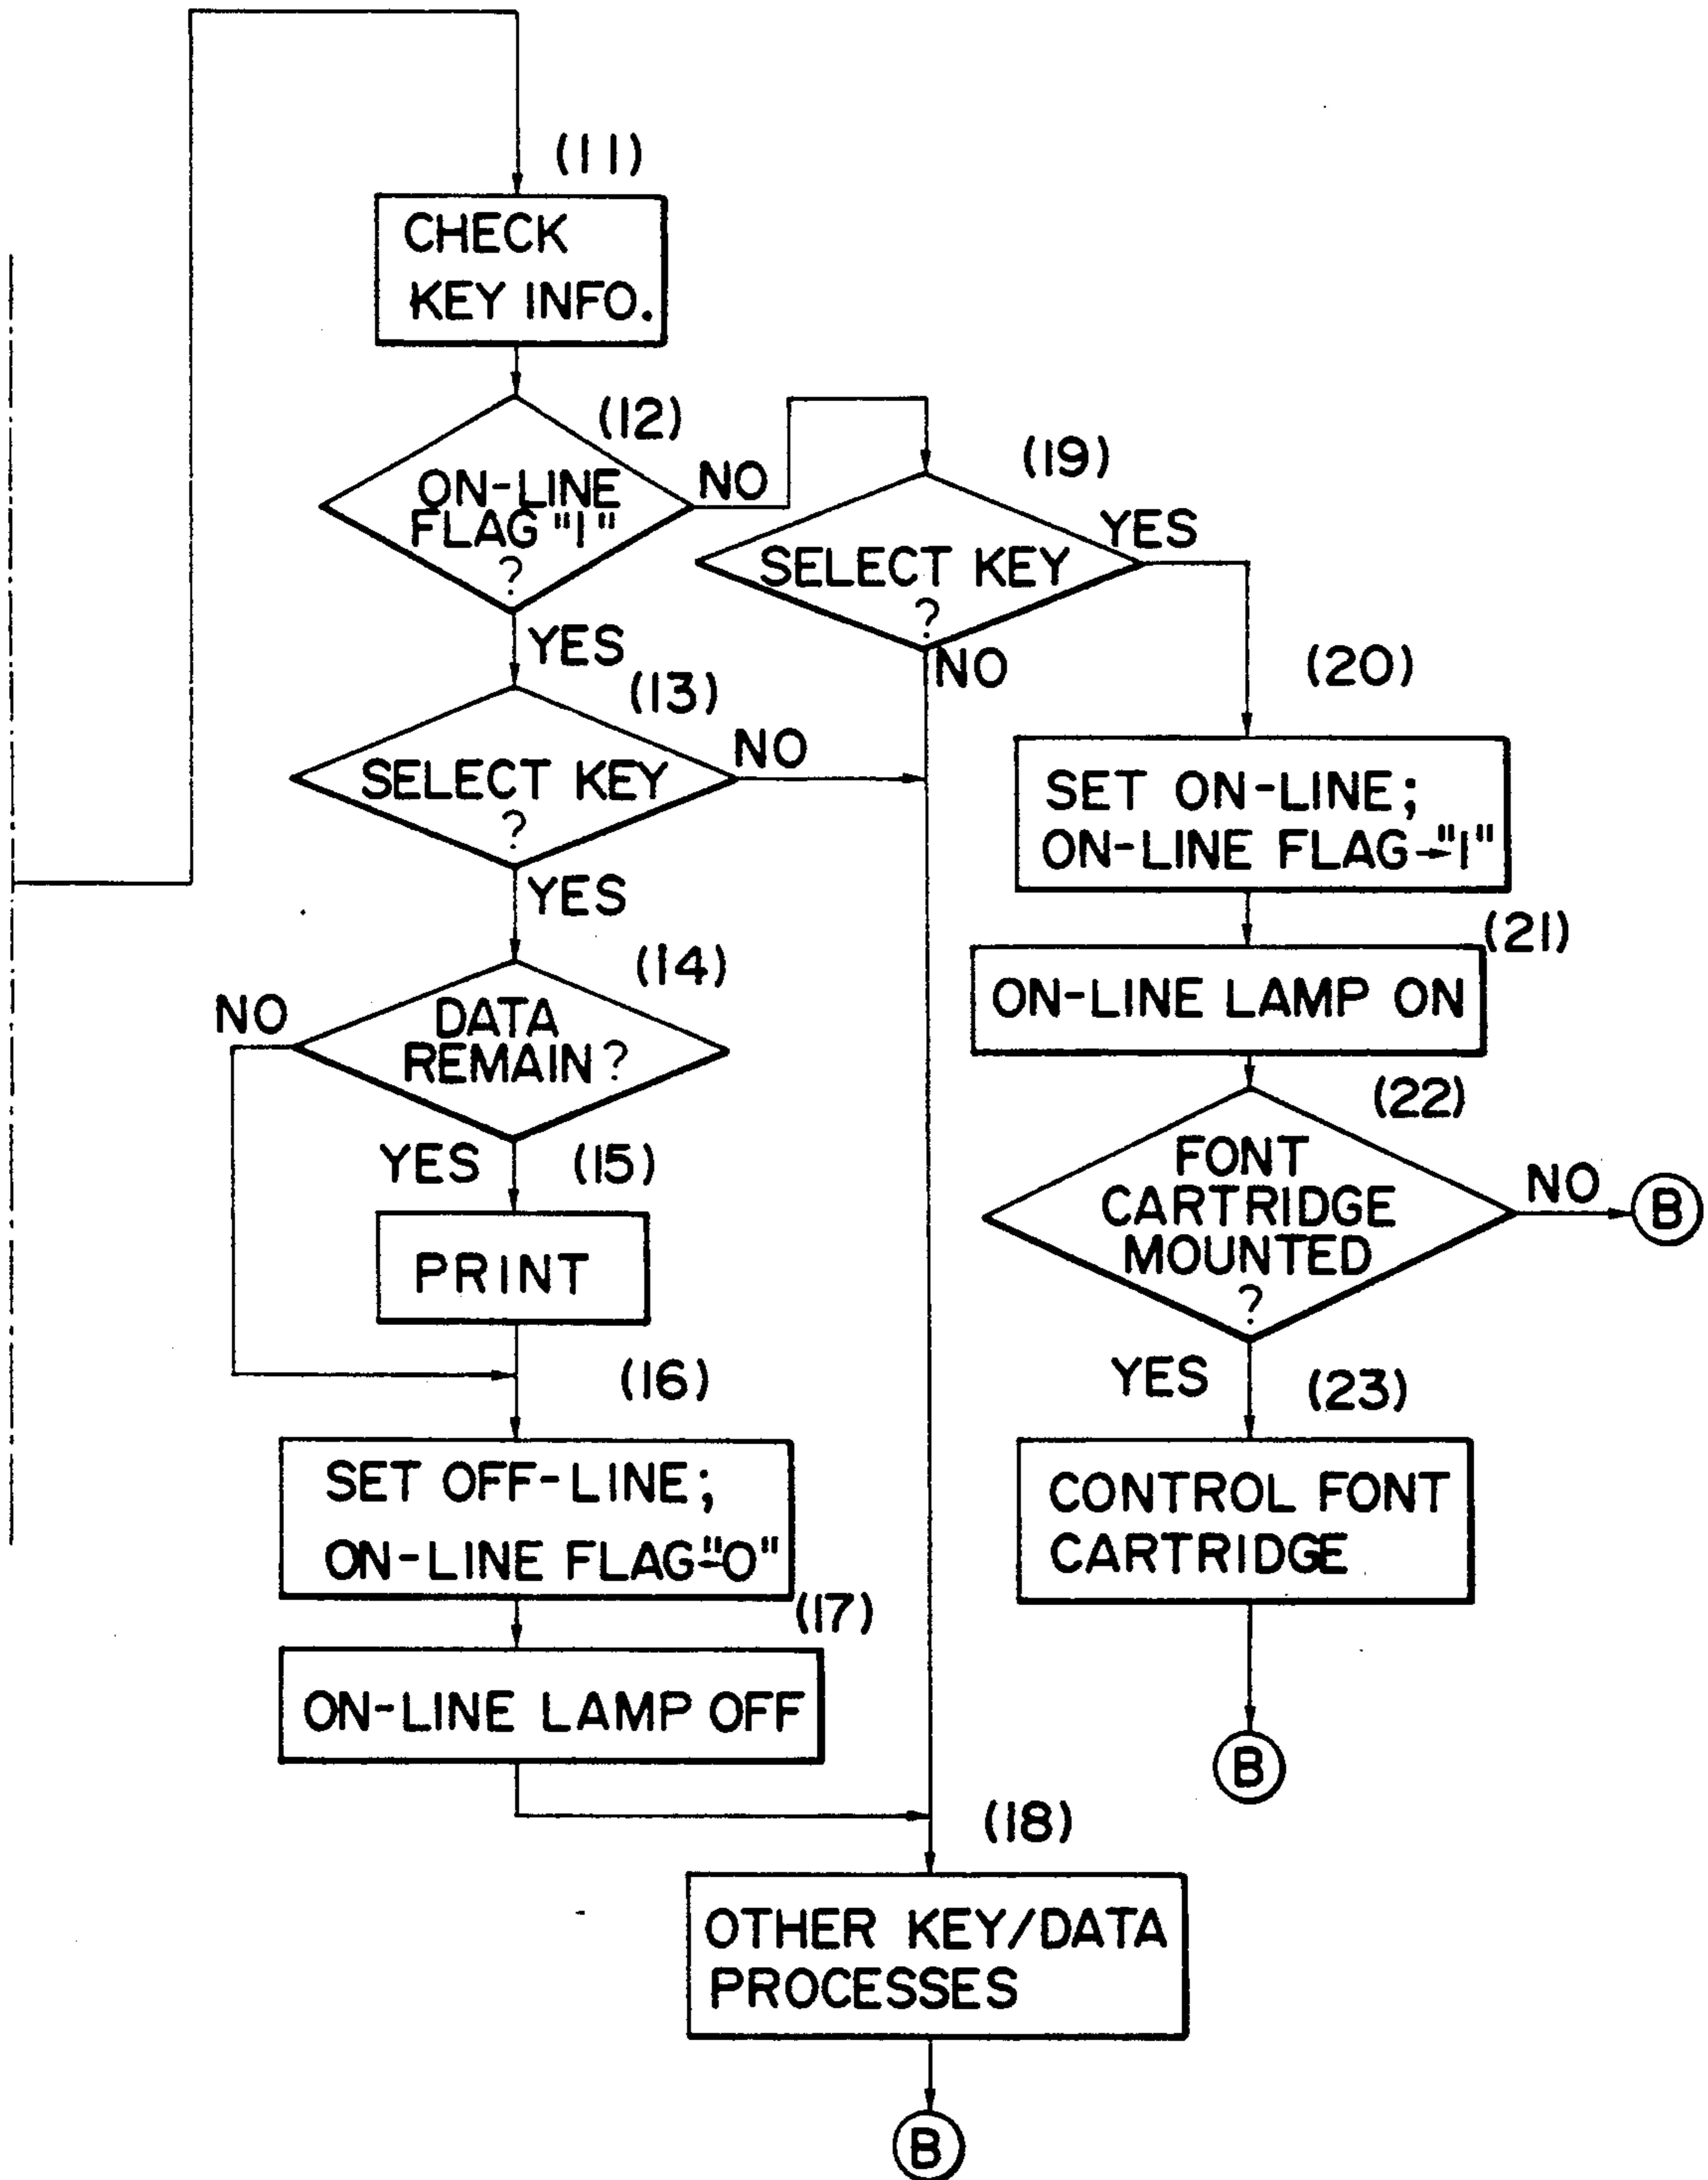 (11)
CHECK
KEY INFO.
(12)
ON-LINE
FLAG "1"
?
NO
YES
(13)
SELECT KEY
?
NO
YES
(14)
DATA
REMAIN ?
NO
YES
(15)
PRINT
(16)
SET OFF-LINE;
ON-LINE FLAG←"0"
(17)
ON-LINE LAMP OFF
(18)
OTHER KEY/DATA
PROCESSES
B
(19)
SELECT KEY
?
YES
NO
(20)
SET ON-LINE;
ON-LINE FLAG→"1"
(21)
ON-LINE LAMP ON
(22)
FONT
CARTRIDGE
MOUNTED
?
NO
B
YES
(23)
CONTROL FONT
CARTRIDGE
B